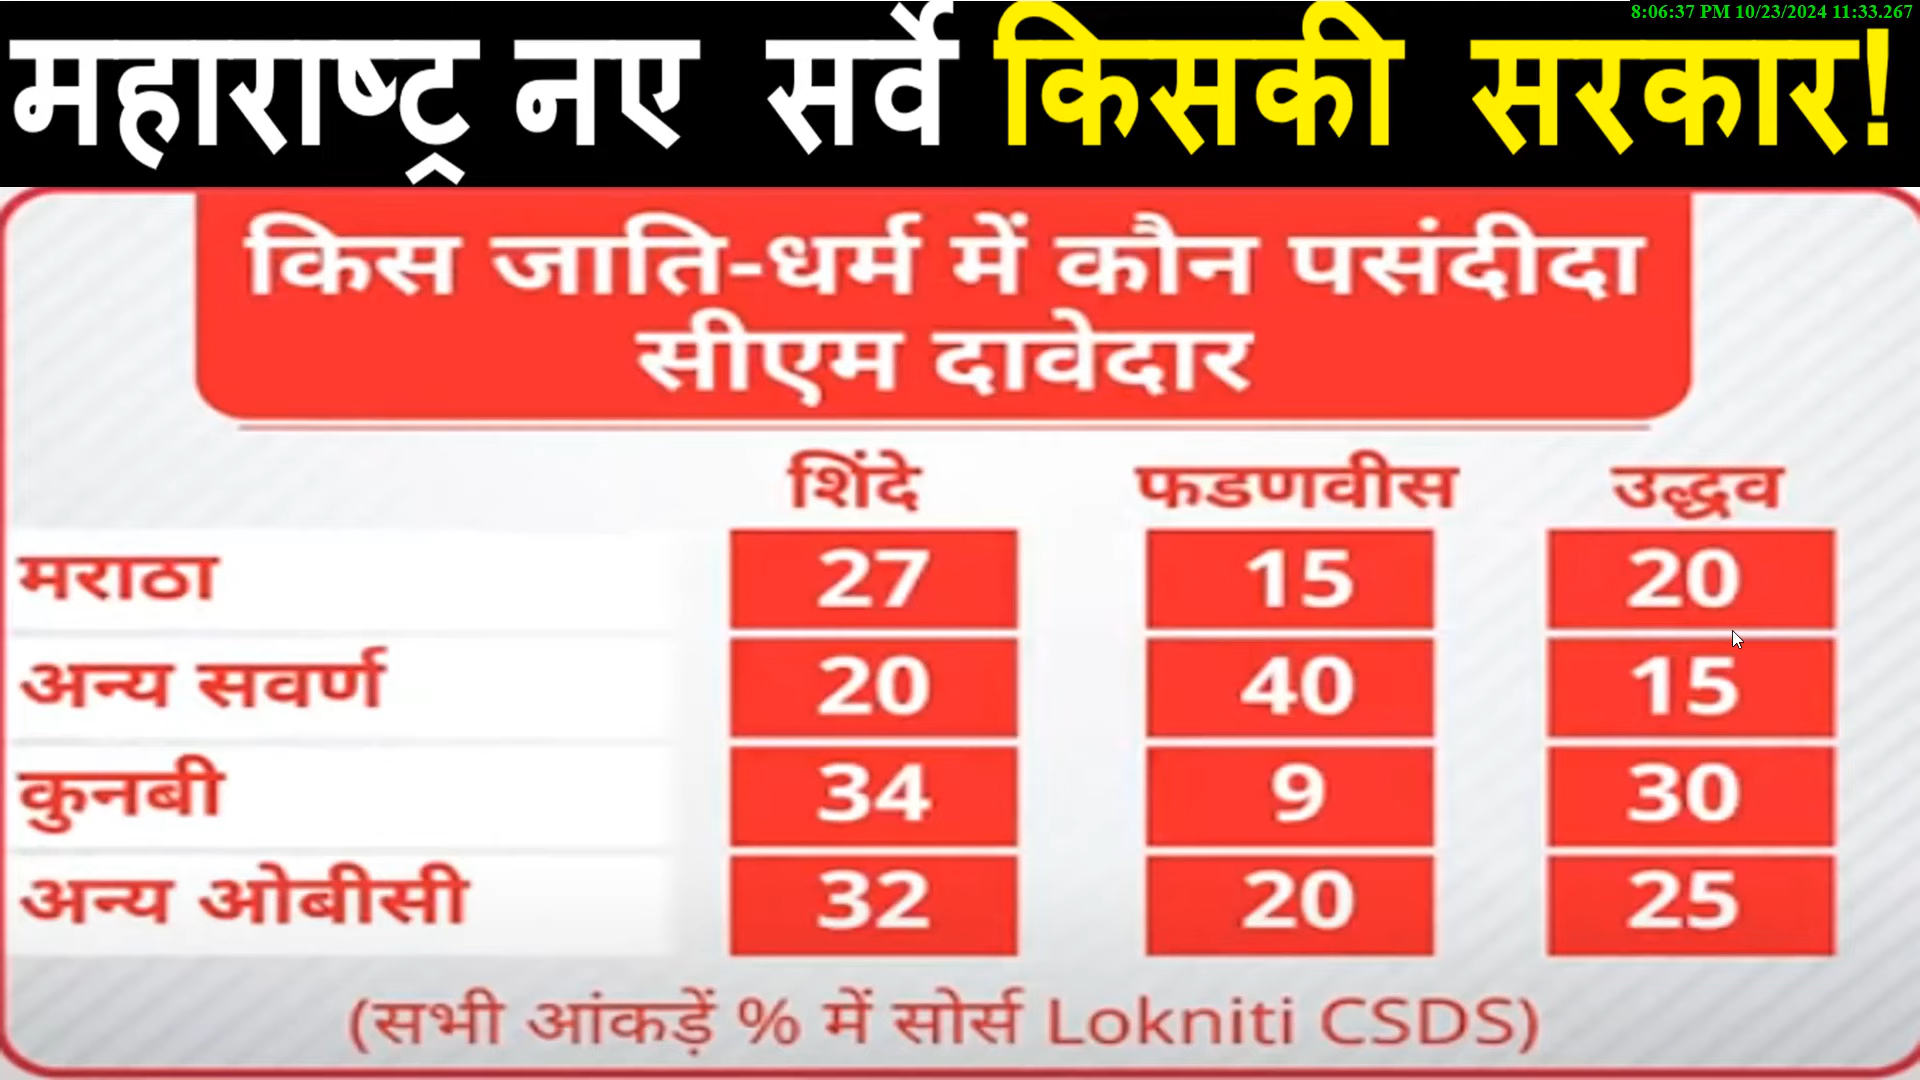 8:06:37 PM 10/23/2024 11:33.267
महाराष्ट्र नए सर्वे किसकी सरकार!
किस जाति-धर्म में कौन पसंदीदा
सीएम दावेदार
शिंदे फडणवीस उद्धव
मराठा 27 15 20
अन्य सवर्ण 20 40 15
कुनबी 34 9 30
अन्य ओबीसी 32 20 25
(सभी आंकड़ें % में सोर्स Lokniti CSDS)